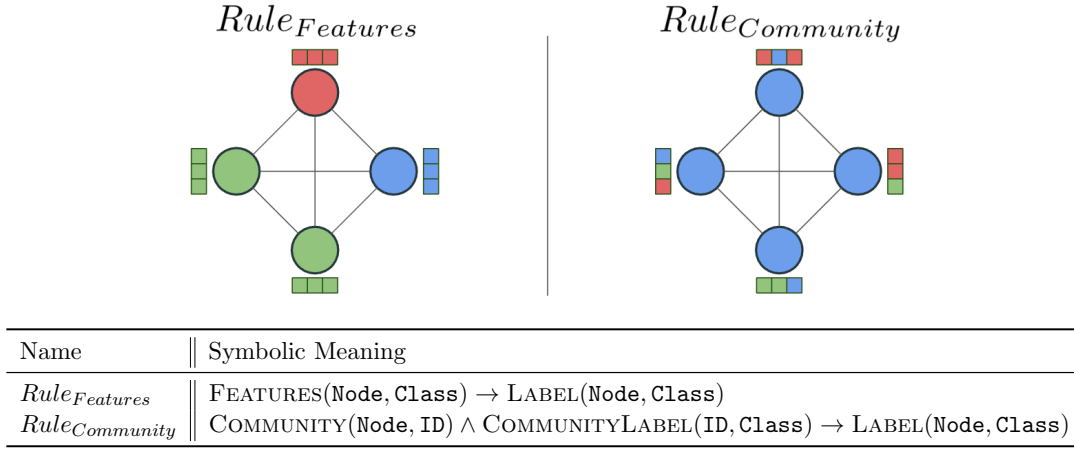 Rule_Features
Rule_Community
Name Symbolic Meaning
Rule_Features FEATURES(Node, Class) → LABEL(Node, Class)
Rule_Community COMMUNITY(Node, ID) ∧ COMMUNITYLABEL(ID, Class) → LABEL(Node, Class)